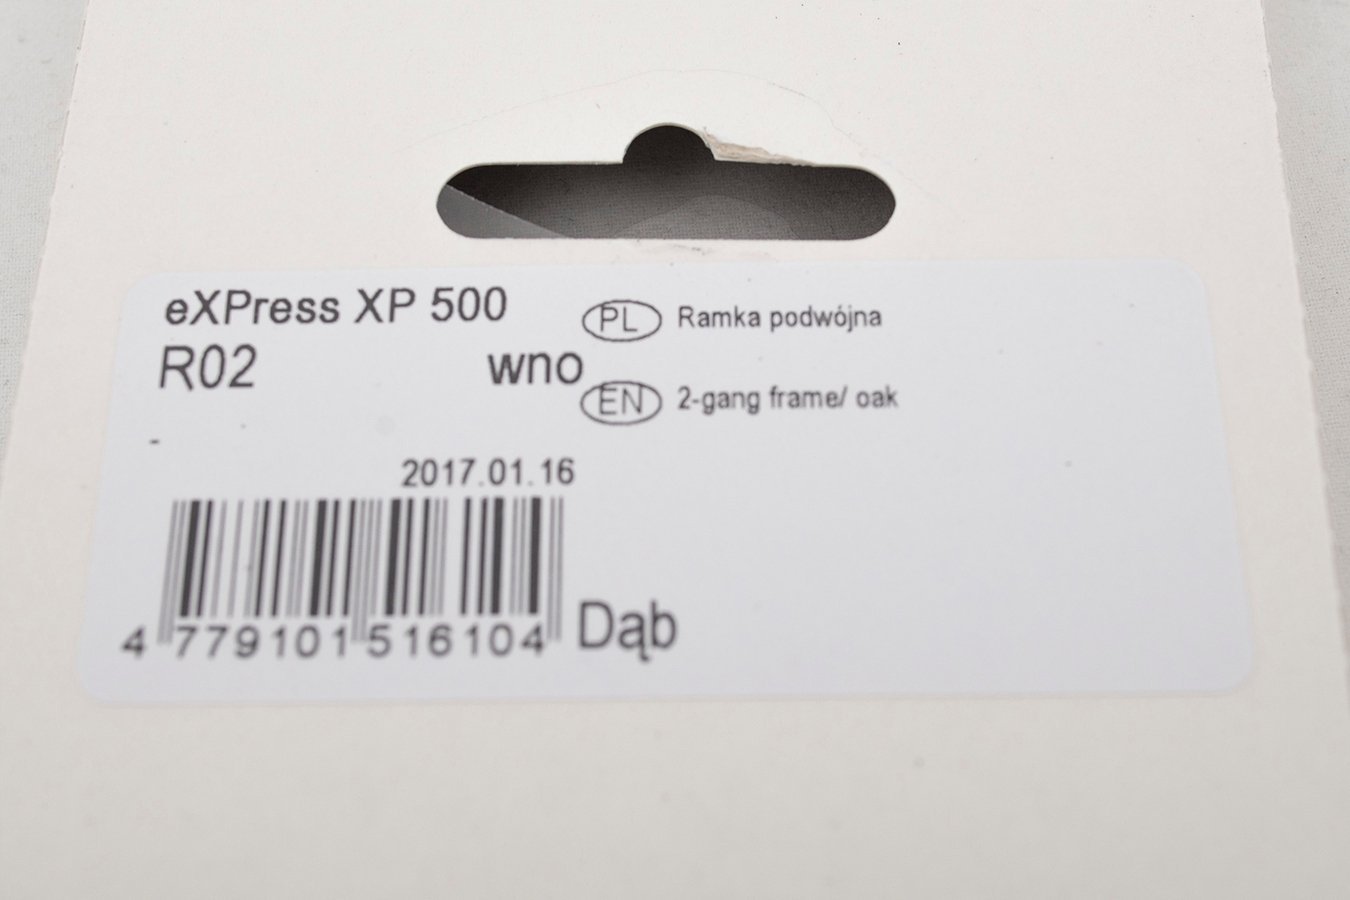 eXPress XP 500
R02 wno
PL Ramka podwójna
EN 2-gang frame/ oak
-
2017.01.16
4 779101 516104
Dąb